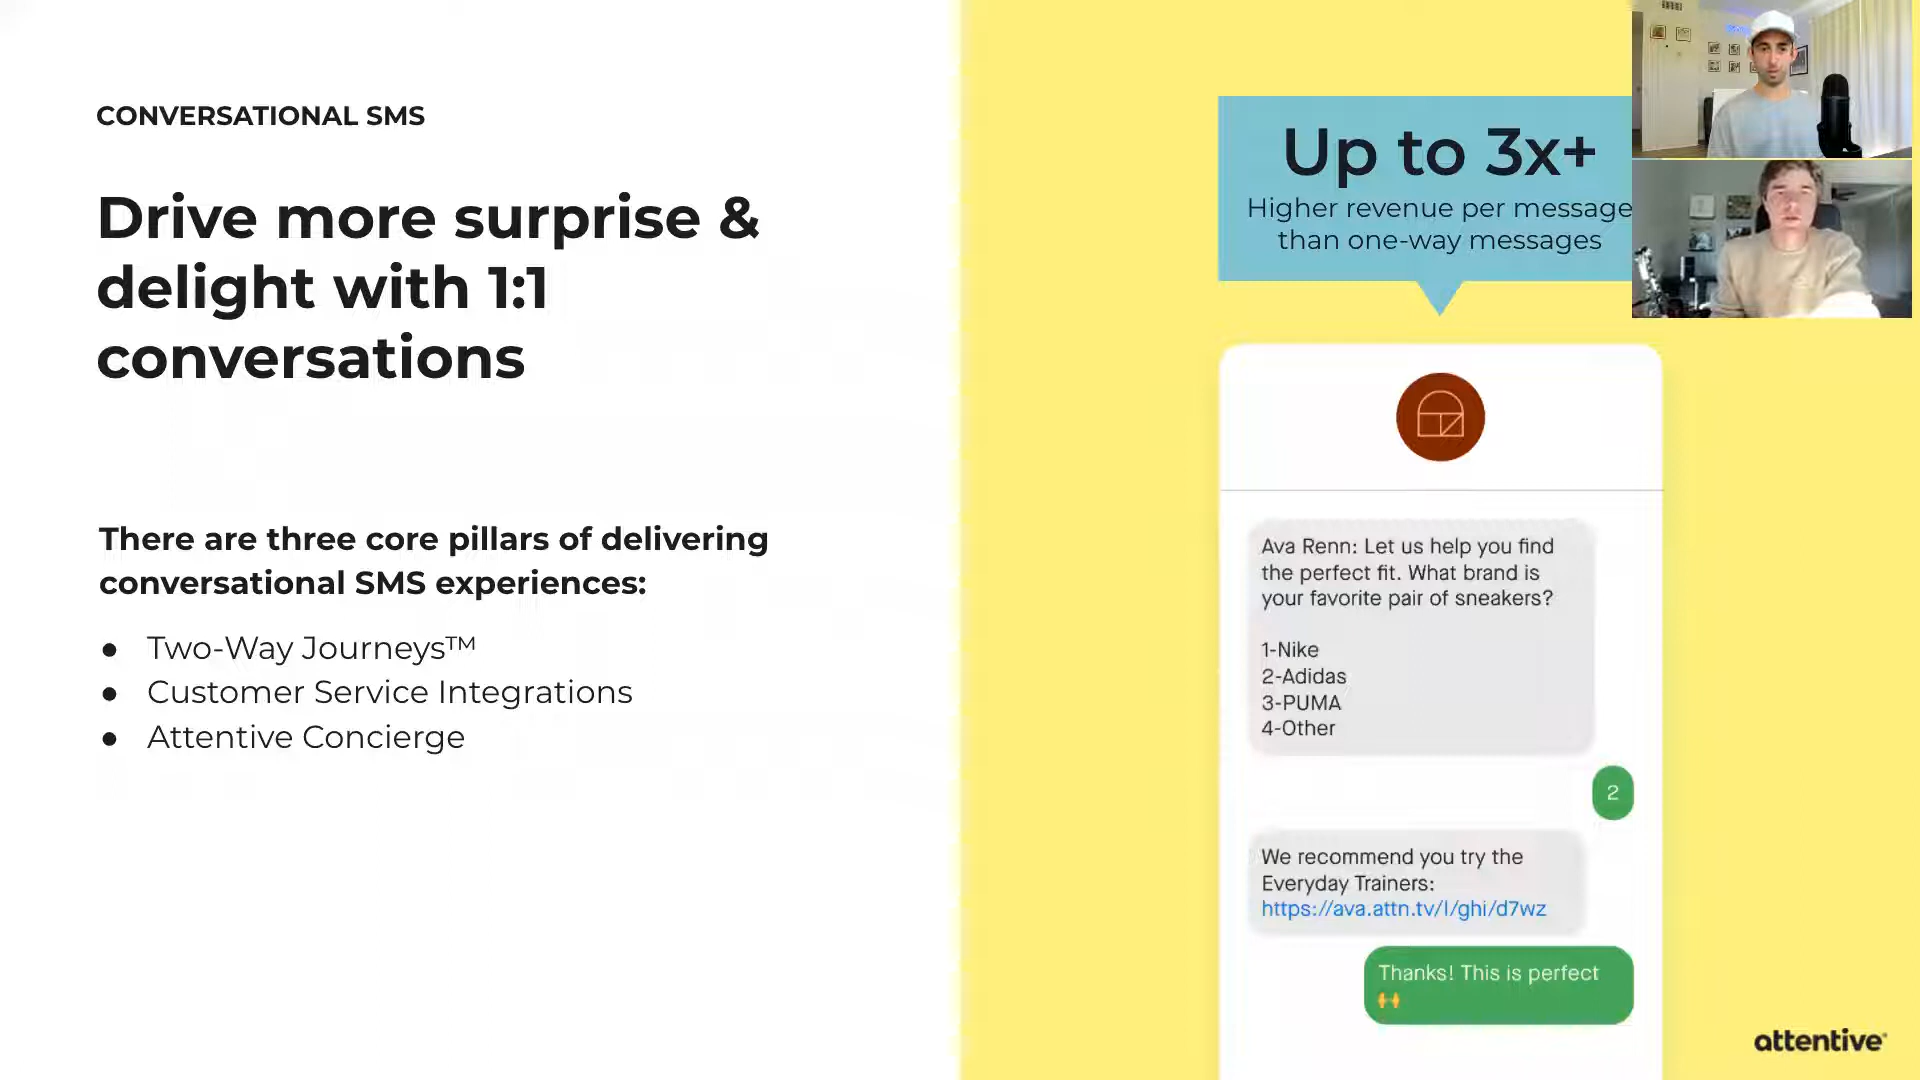 CONVERSATIONAL SMS
Drive more surprise &
delight with 1:1
conversations
There are three core pillars of delivering
conversational SMS experiences:
● Two-Way Journeys™
● Customer Service Integrations
● Attentive Concierge
Up to 3x+
Higher revenue per message
than one-way messages
Ava Renn: Let us help you find
the perfect fit. What brand is
your favorite pair of sneakers?
1-Nike
2-Adidas
3-PUMA
4-Other
2
We recommend you try the
Everyday Trainers:
https://ava.attn.tv/l/ghi/d7wz
Thanks! This is perfect
🙌
attentive